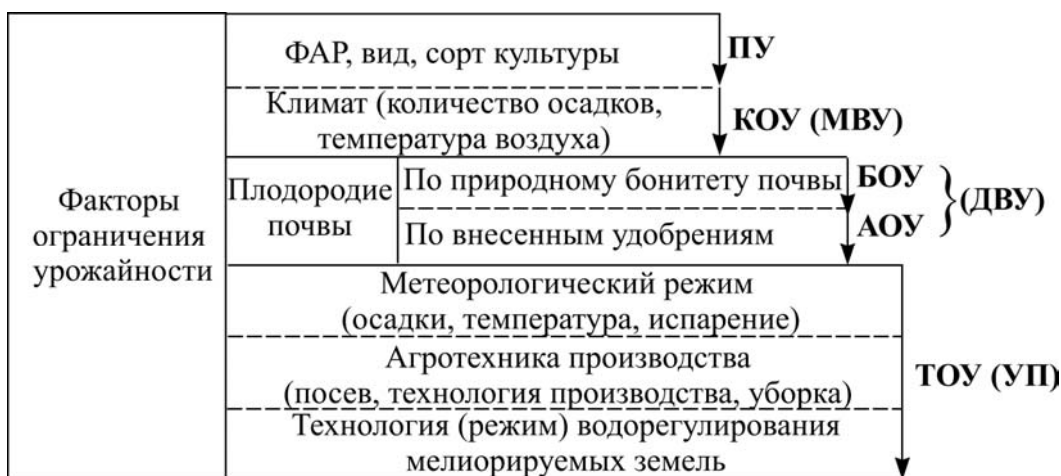 Факторы
ограничения
урожайности
ФАР, вид, сорт культуры
ПУ
Климат (количество осадков,
температура воздуха)
КОУ (МВУ)
Плодородие
почвы
По природному бонитету почвы
БОУ
По внесенным удобрениям
АОУ
(ДВУ)
Метеорологический режим
(осадки, температура, испарение)
Агротехника производства
(посев, технология производства, уборка)
Технология (режим) водорегулирования
мелиорируемых земель
ТОУ (УП)